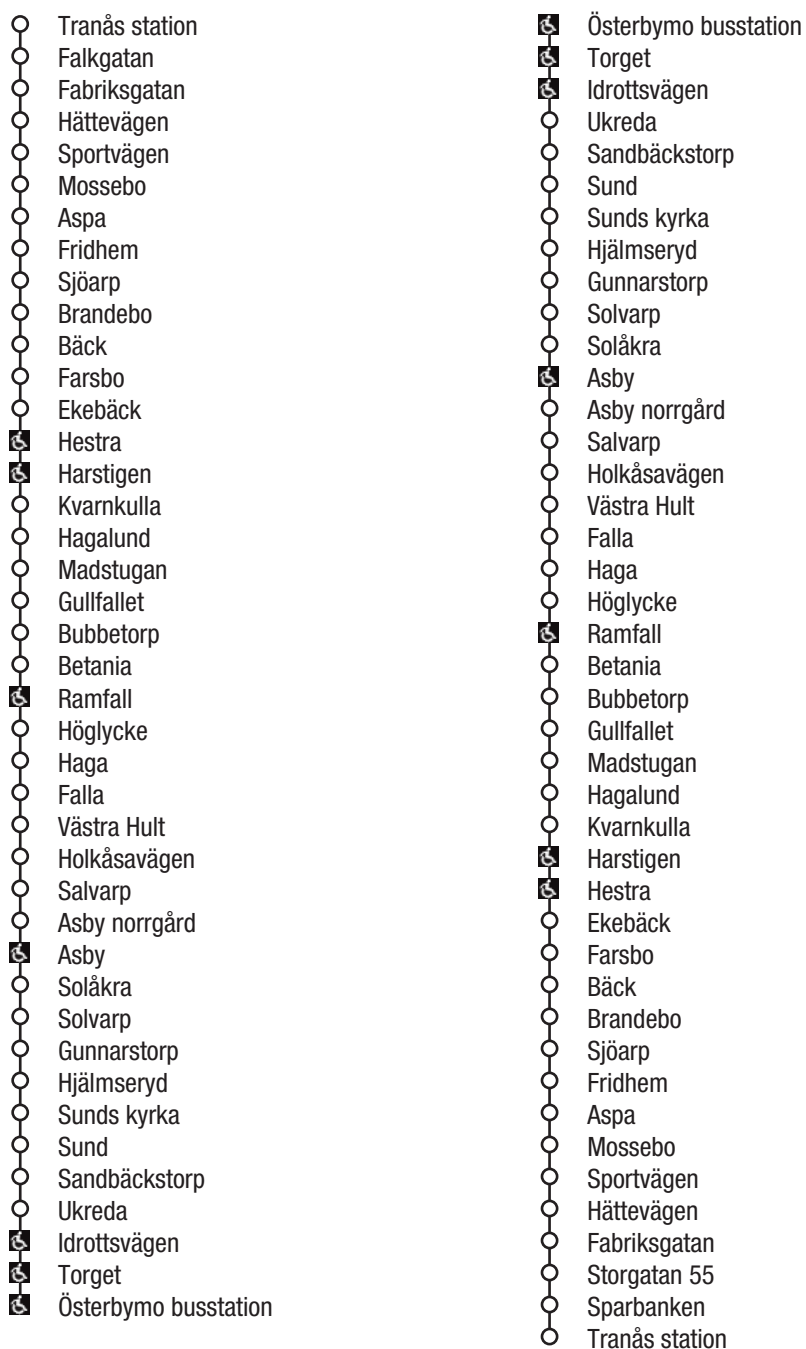 Tranås station
Falkgatan
Fabriksgatan
Hättevägen
Sportvägen
Mossebo
Aspa
Fridhem
Sjöarp
Brandebo
Bäck
Farsbo
Ekebäck
Hestra
Harstigen
Kvarnkulla
Hagalund
Madstugan
Gullfallet
Bubbetorp
Betania
Ramfall
Höglycke
Haga
Falla
Västra Hult
Holkåsavägen
Salvarp
Asby norrgård
Asby
Solåkra
Solvarp
Gunnarstorp
Hjälmseryd
Sunds kyrka
Sund
Sandbäckstorp
Ukreda
Idrottsvägen
Torget
Österbymo busstation
Österbymo busstation
Torget
Idrottsvägen
Ukreda
Sandbäckstorp
Sund
Sunds kyrka
Hjälmseryd
Gunnarstorp
Solvarp
Solåkra
Asby
Asby norrgård
Salvarp
Holkåsavägen
Västra Hult
Falla
Haga
Höglycke
Ramfall
Betania
Bubbetorp
Gullfallet
Madstugan
Hagalund
Kvarnkulla
Harstigen
Hestra
Ekebäck
Farsbo
Bäck
Brandebo
Sjöarp
Fridhem
Aspa
Mossebo
Sportvägen
Hättevägen
Fabriksgatan
Storgatan 55
Sparbanken
Tranås station